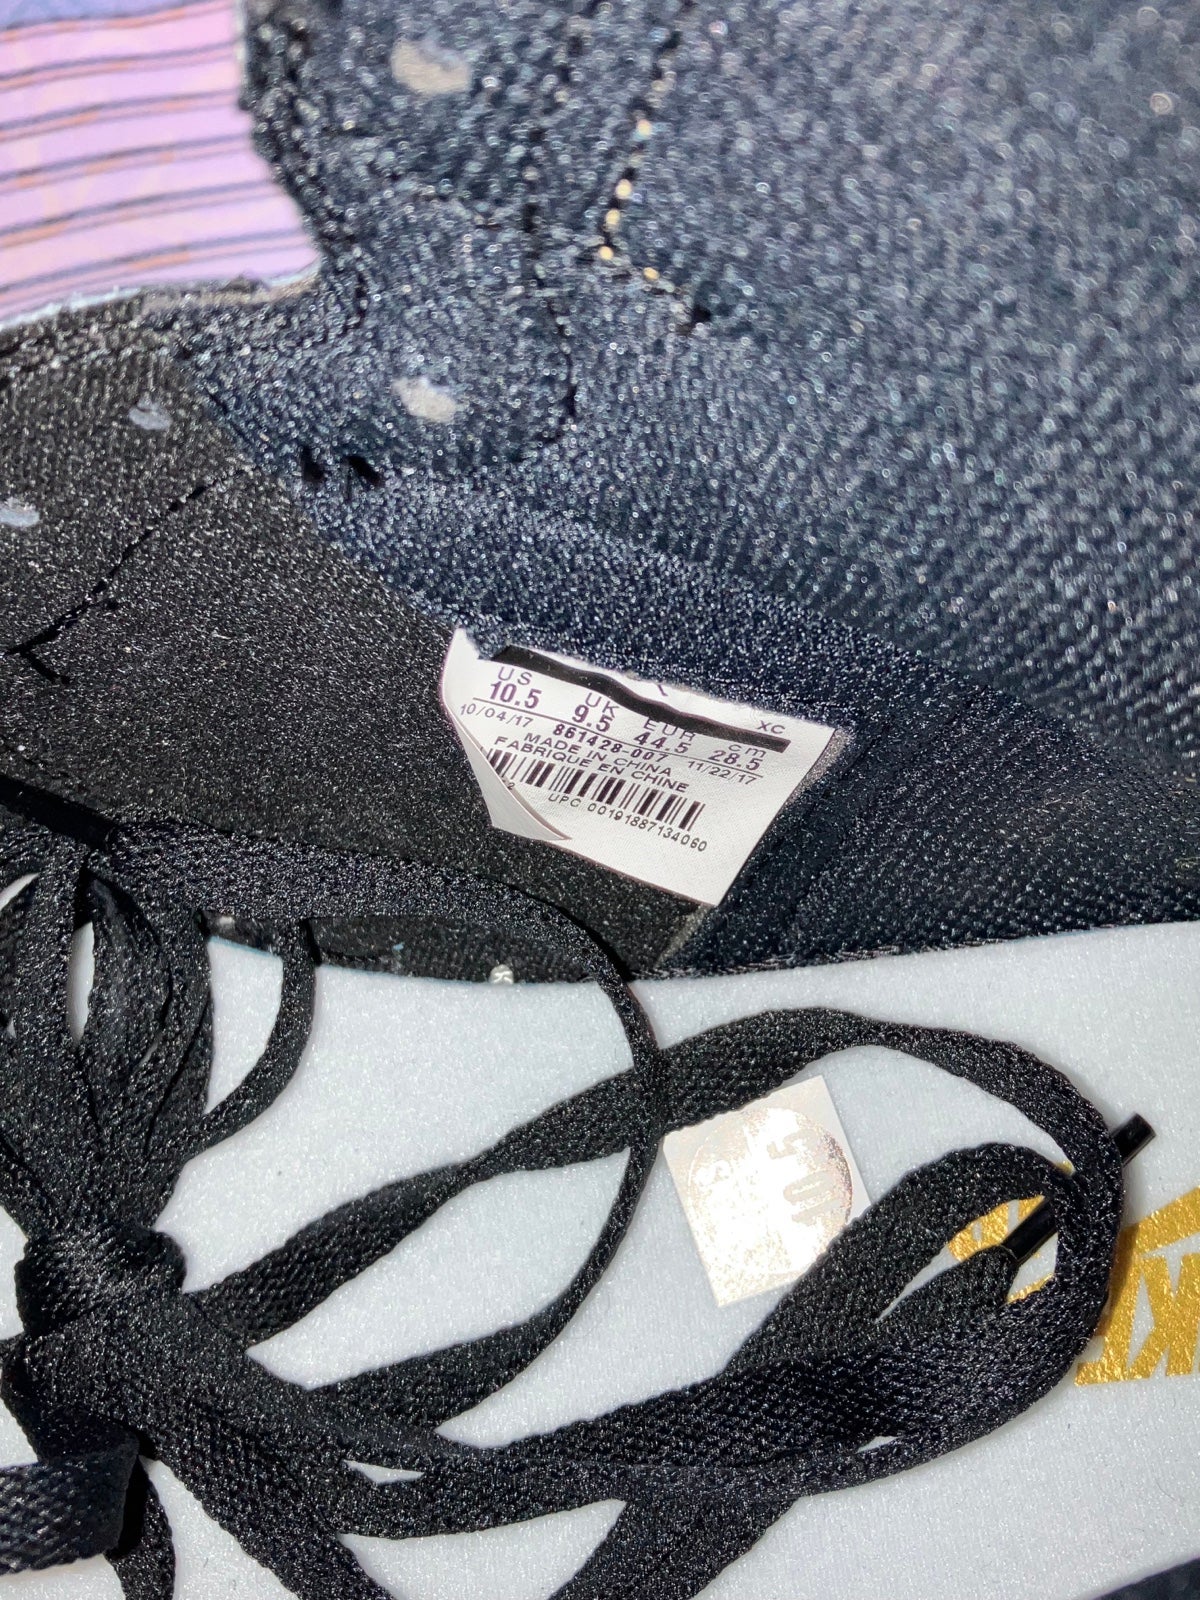 XC
US UK EUR cm
10.5 9.5 44.5 28.5
10/04/17 861428-007 11/22/17
MADE IN CHINA
FABRIQUE EN CHINE
UPC 00191887134060
10.5